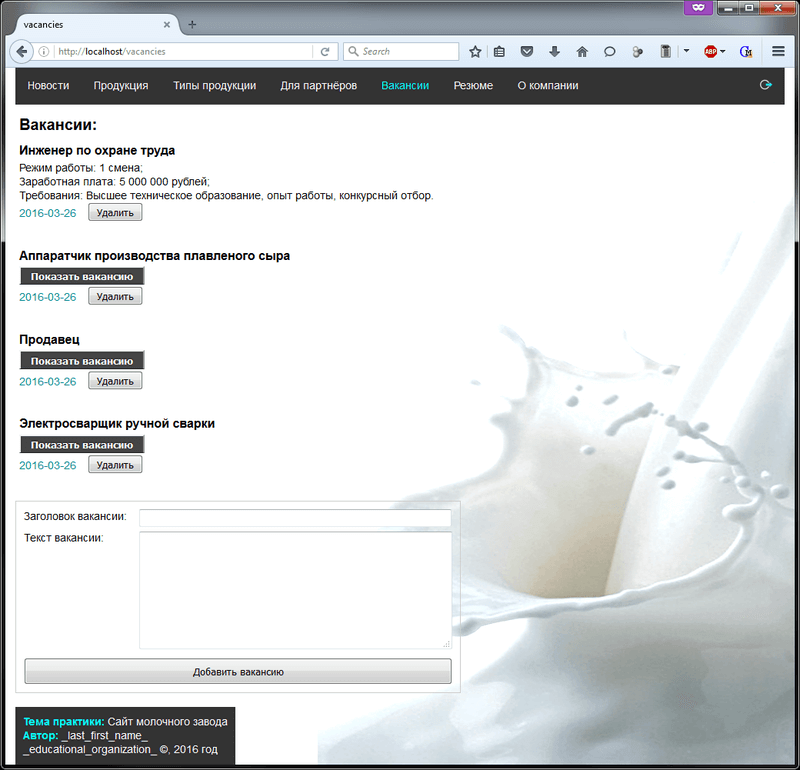 vacancies
http://localhost/vacancies
Search
ABP
Новости Продукция Типы продукции Для партнёров Вакансии Резюме О компании
Вакансии:
Инженер по охране труда
Режим работы: 1 смена;
Заработная плата: 5 000 000 рублей;
Требования: Высшее техническое образование, опыт работы, конкурсный отбор.
2016-03-26 Удалить
Аппаратчик производства плавленого сыра
Показать вакансию
2016-03-26 Удалить
Продавец
Показать вакансию
2016-03-26 Удалить
Электросварщик ручной сварки
Показать вакансию
2016-03-26 Удалить
Заголовок вакансии:
Текст вакансии:
Добавить вакансию
Тема практики: Сайт молочного завода
Автор: _last_first_name_
_educational_organization_ ©, 2016 год